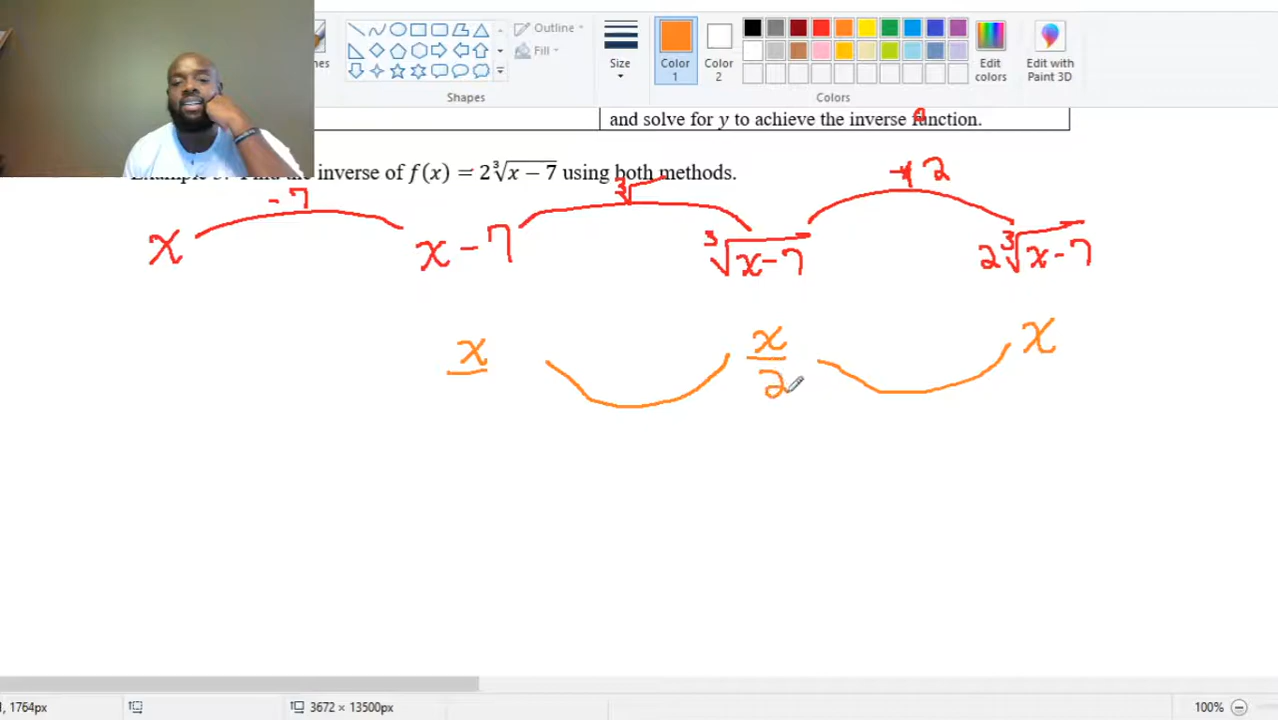 Outline
Fill
Size
Color 1
Color 2
Edit colors
Edit with Paint 3D
Shapes
Colors
and solve for y to achieve the inverse function.
inverse of f(x) = 2∛(x − 7) using both methods.
-7
∛
2
x
x-7
∛(x-7)
2∛(x-7)
x
x/2
x
1764px
3672 × 13500px
100%